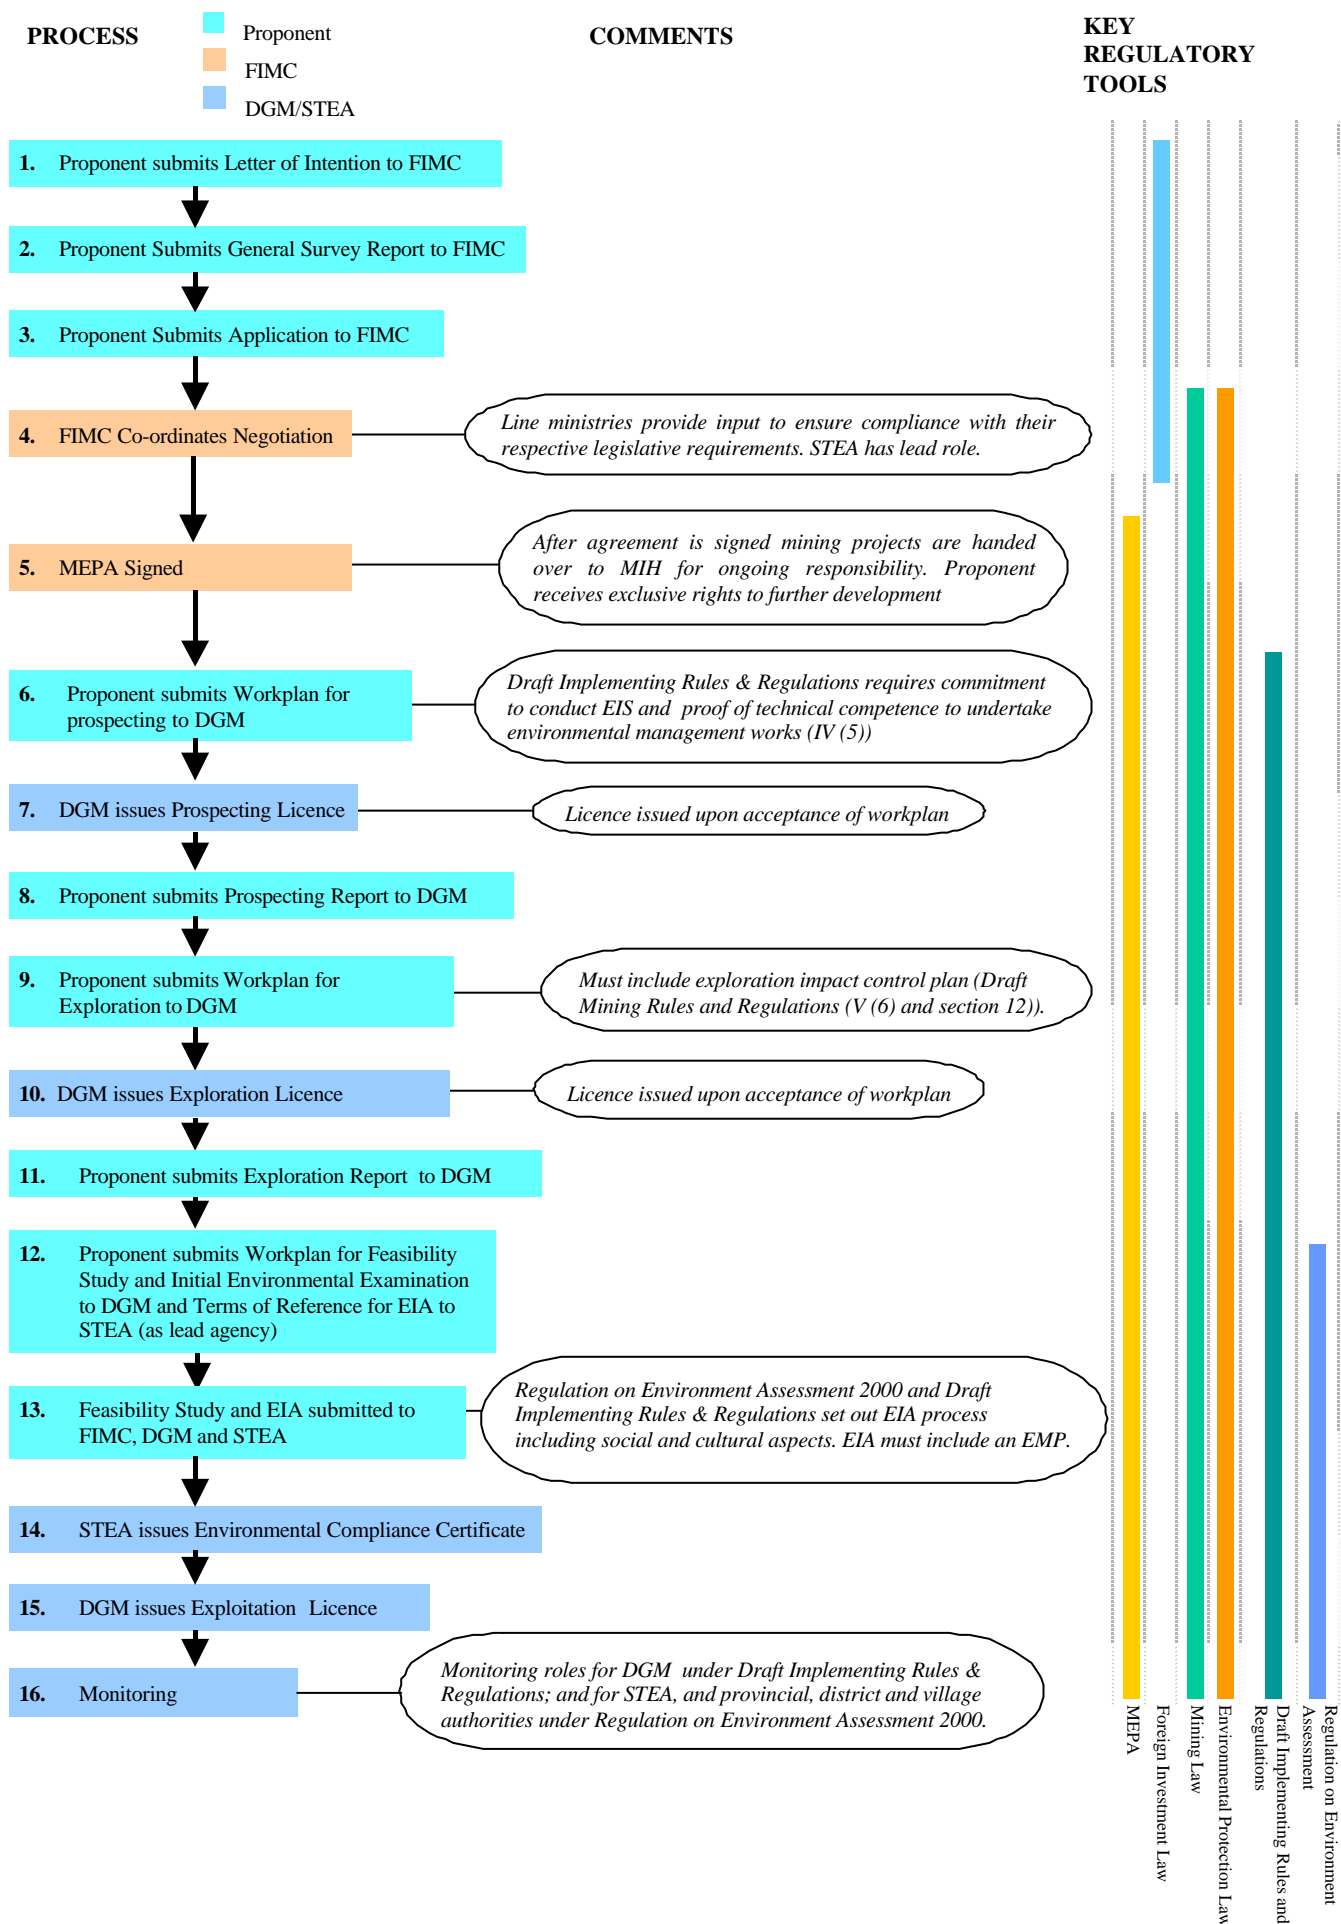 PROCESS
Proponent
FIMC
DGM/STEA
COMMENTS
KEY
REGULATORY
TOOLS
1. Proponent submits Letter of Intention to FIMC
2. Proponent Submits General Survey Report to FIMC
3. Proponent Submits Application to FIMC
4. FIMC Co-ordinates Negotiation
Line ministries provide input to ensure compliance with their
respective legislative requirements. STEA has lead role.
5. MEPA Signed
After agreement is signed mining projects are handed
over to MIH for ongoing responsibility. Proponent
receives exclusive rights to further development
6. Proponent submits Workplan for
prospecting to DGM
Draft Implementing Rules & Regulations requires commitment
to conduct EIS and proof of technical competence to undertake
environmental management works (IV (5))
7. DGM issues Prospecting Licence
Licence issued upon acceptance of workplan
8. Proponent submits Prospecting Report to DGM
9. Proponent submits Workplan for
Exploration to DGM
Must include exploration impact control plan (Draft
Mining Rules and Regulations (V (6) and section 12)).
10. DGM issues Exploration Licence
Licence issued upon acceptance of workplan
11. Proponent submits Exploration Report to DGM
12. Proponent submits Workplan for Feasibility
Study and Initial Environmental Examination
to DGM and Terms of Reference for EIA to
STEA (as lead agency)
13. Feasibility Study and EIA submitted to
FIMC, DGM and STEA
Regulation on Environment Assessment 2000 and Draft
Implementing Rules & Regulations set out EIA process
including social and cultural aspects. EIA must include an EMP.
14. STEA issues Environmental Compliance Certificate
15. DGM issues Exploitation Licence
16. Monitoring
Monitoring roles for DGM under Draft Implementing Rules &
Regulations; and for STEA, and provincial, district and village
authorities under Regulation on Environment Assessment 2000.
MEPA
Foreign Investment Law
Mining Law
Environmental Protection Law
Draft Implementing Rules and
Regulations
Regulation on Environment
Assessment